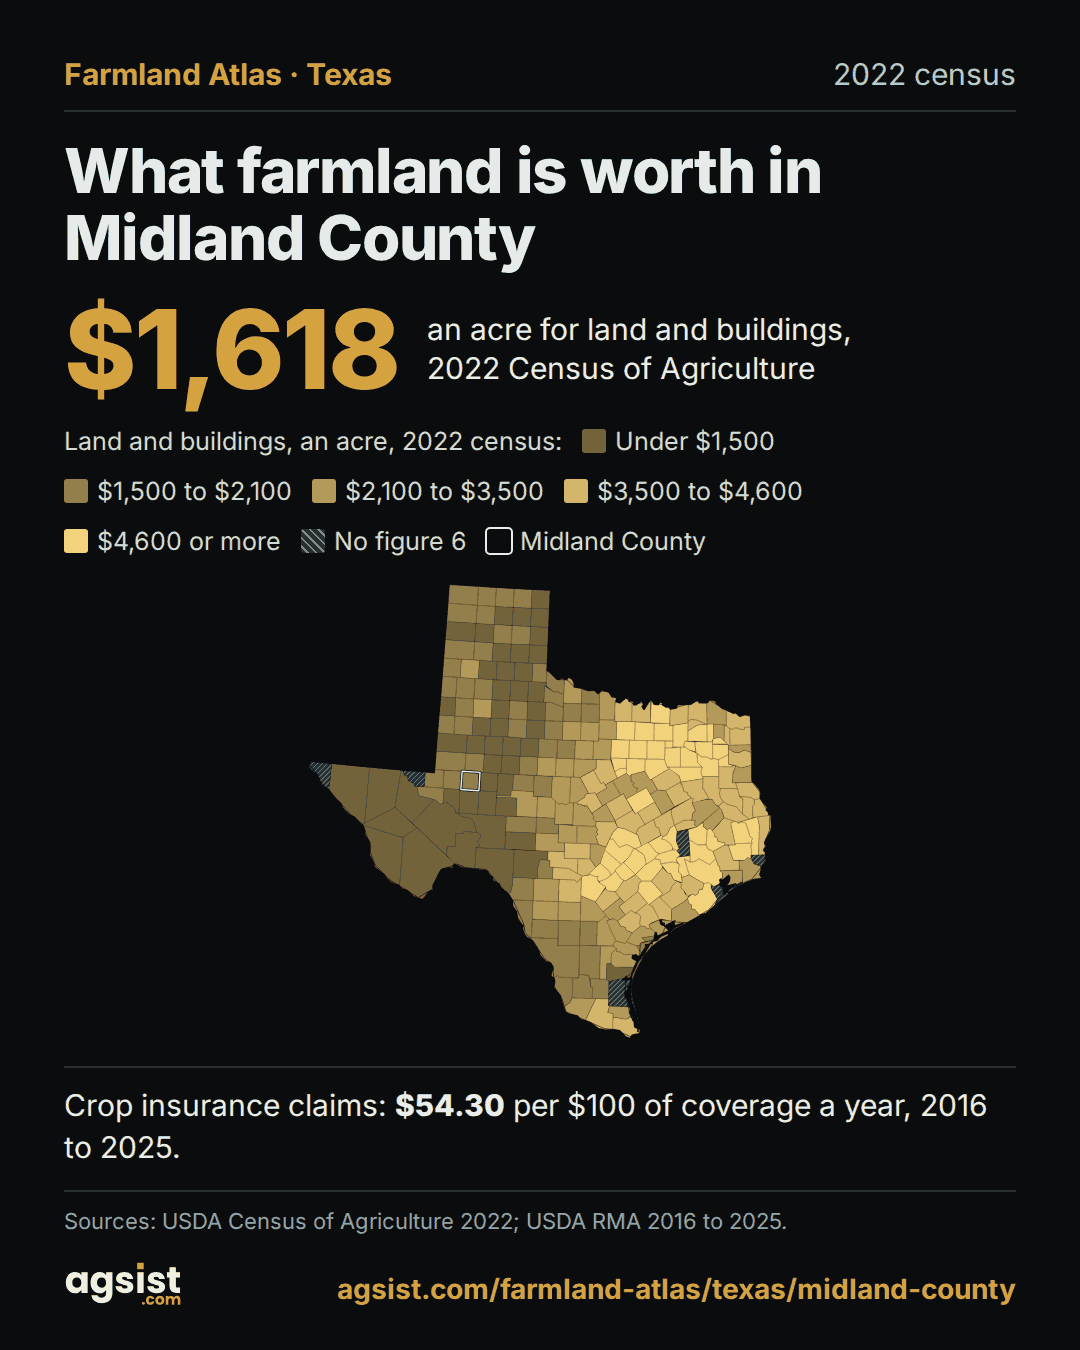 Farmland Atlas · Texas
2022 census
What farmland is worth in
Midland County
$1,618
an acre for land and buildings,
2022 Census of Agriculture
Land and buildings, an acre, 2022 census: Under $1,500
$1,500 to $2,100 $2,100 to $3,500 $3,500 to $4,600
$4,600 or more No figure 6 Midland County
Crop insurance claims: $54.30 per $100 of coverage a year, 2016
to 2025.
Sources: USDA Census of Agriculture 2022; USDA RMA 2016 to 2025.
agsist
.com
agsist.com/farmland-atlas/texas/midland-county